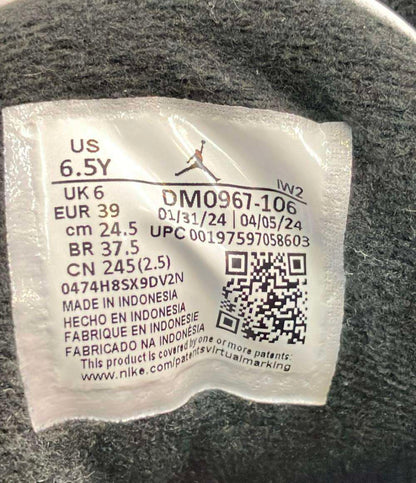 US
6.5Y
IW2
UK 6
DM0967-106
EUR 39
01/31/24 | 04/05/24
cm 24.5
UPC 00197597058603
BR 37.5
CN 245(2.5)
0474H8SX9DV2N
MADE IN INDONESIA
HECHO EN INDONESIA
FABRIQUE EN INDONESIE
FABRICADO NA INDONÉSIA
This product is covered by one or more patents:
www.nike.com/patentsvirtualmarking